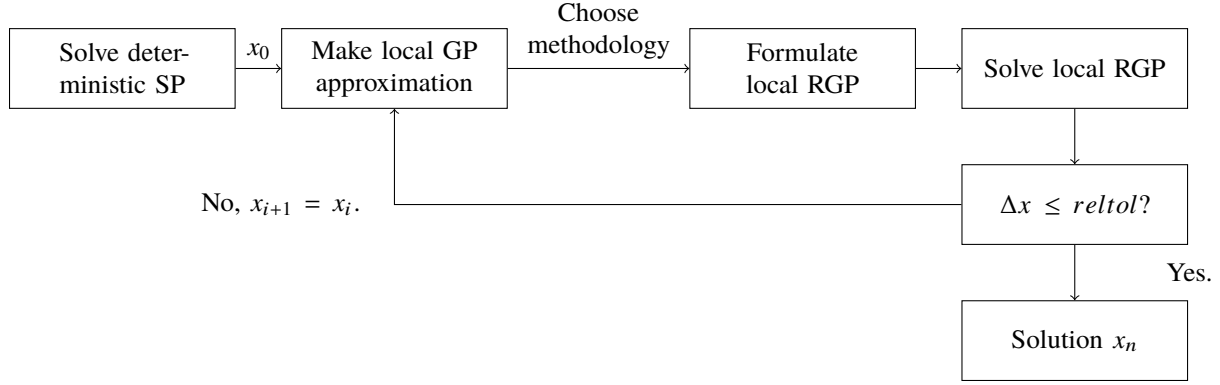 Solve deter-
ministic SP
x₀
Make local GP
approximation
Choose
methodology
Formulate
local RGP
Solve local RGP
No, xᵢ₊₁ = xᵢ.
Δx ≤ reltol?
Yes.
Solution xₙ